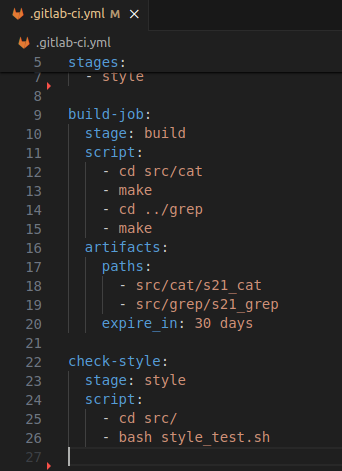 .gitlab-ci.yml M ×
.gitlab-ci.yml
5 stages:
7 - style
8
9 build-job:
10 stage: build
11 script:
12 - cd src/cat
13 - make
14 - cd ../grep
15 - make
16 artifacts:
17 paths:
18 - src/cat/s21_cat
19 - src/grep/s21_grep
20 expire_in: 30 days
21
22 check-style:
23 stage: style
24 script:
25 - cd src/
26 - bash style_test.sh
27